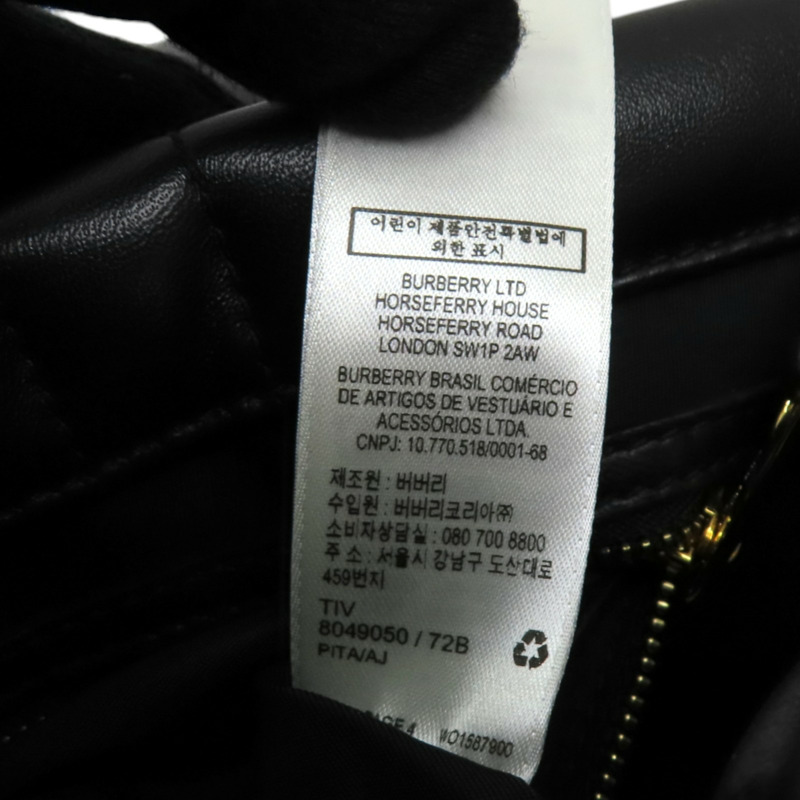 어린이 제품안전특별법에
의한 표시
BURBERRY LTD
HORSEFERRY HOUSE
HORSEFERRY ROAD
LONDON SW1P 2AW
BURBERRY BRASIL COMÉRCIO
DE ARTIGOS DE VESTUÁRIO E
ACESSÓRIOS LTDA.
CNPJ: 10.770.518/0001-68
제조원 : 버버리
수입원 : 버버리코리아㈜
소비자상담실 : 080 700 8800
주 소 : 서울시 강남구 도산대로
459번지
TIV
8049050 / 72B
PITA/AJ
4 WO1587900